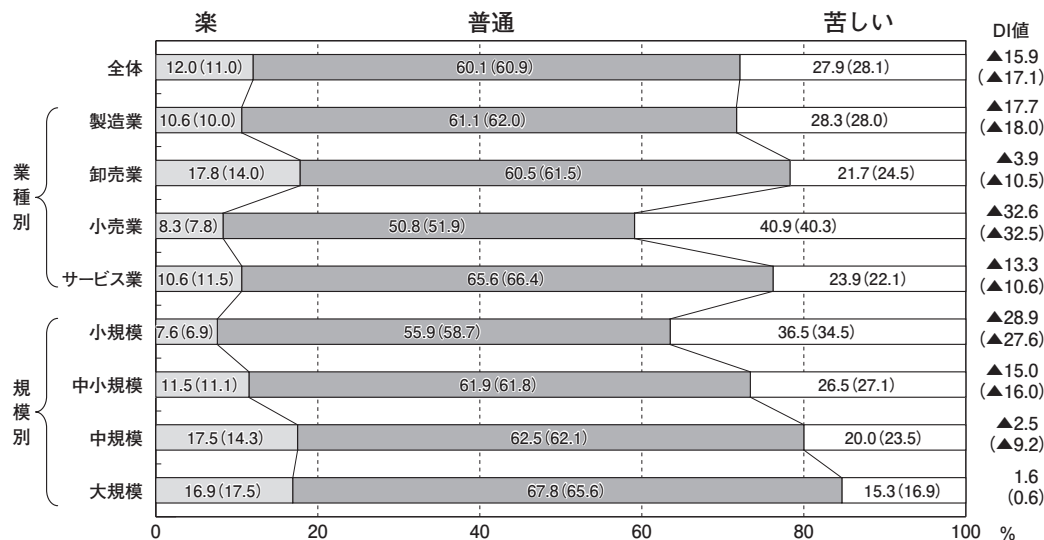 楽 普通 苦しい DI値
全体 12.0(11.0) 60.1(60.9) 27.9(28.1) ▲15.9
(▲17.1)
業種別
製造業 10.6(10.0) 61.1(62.0) 28.3(28.0) ▲17.7
(▲18.0)
卸売業 17.8(14.0) 60.5(61.5) 21.7(24.5) ▲3.9
(▲10.5)
小売業 8.3(7.8) 50.8(51.9) 40.9(40.3) ▲32.6
(▲32.5)
サービス業 10.6(11.5) 65.6(66.4) 23.9(22.1) ▲13.3
(▲10.6)
規模別
小規模 7.6(6.9) 55.9(58.7) 36.5(34.5) ▲28.9
(▲27.6)
中小規模 11.5(11.1) 61.9(61.8) 26.5(27.1) ▲15.0
(▲16.0)
中規模 17.5(14.3) 62.5(62.1) 20.0(23.5) ▲2.5
(▲9.2)
大規模 16.9(17.5) 67.8(65.6) 15.3(16.9) 1.6
(0.6)
0 20 40 60 80 100 %